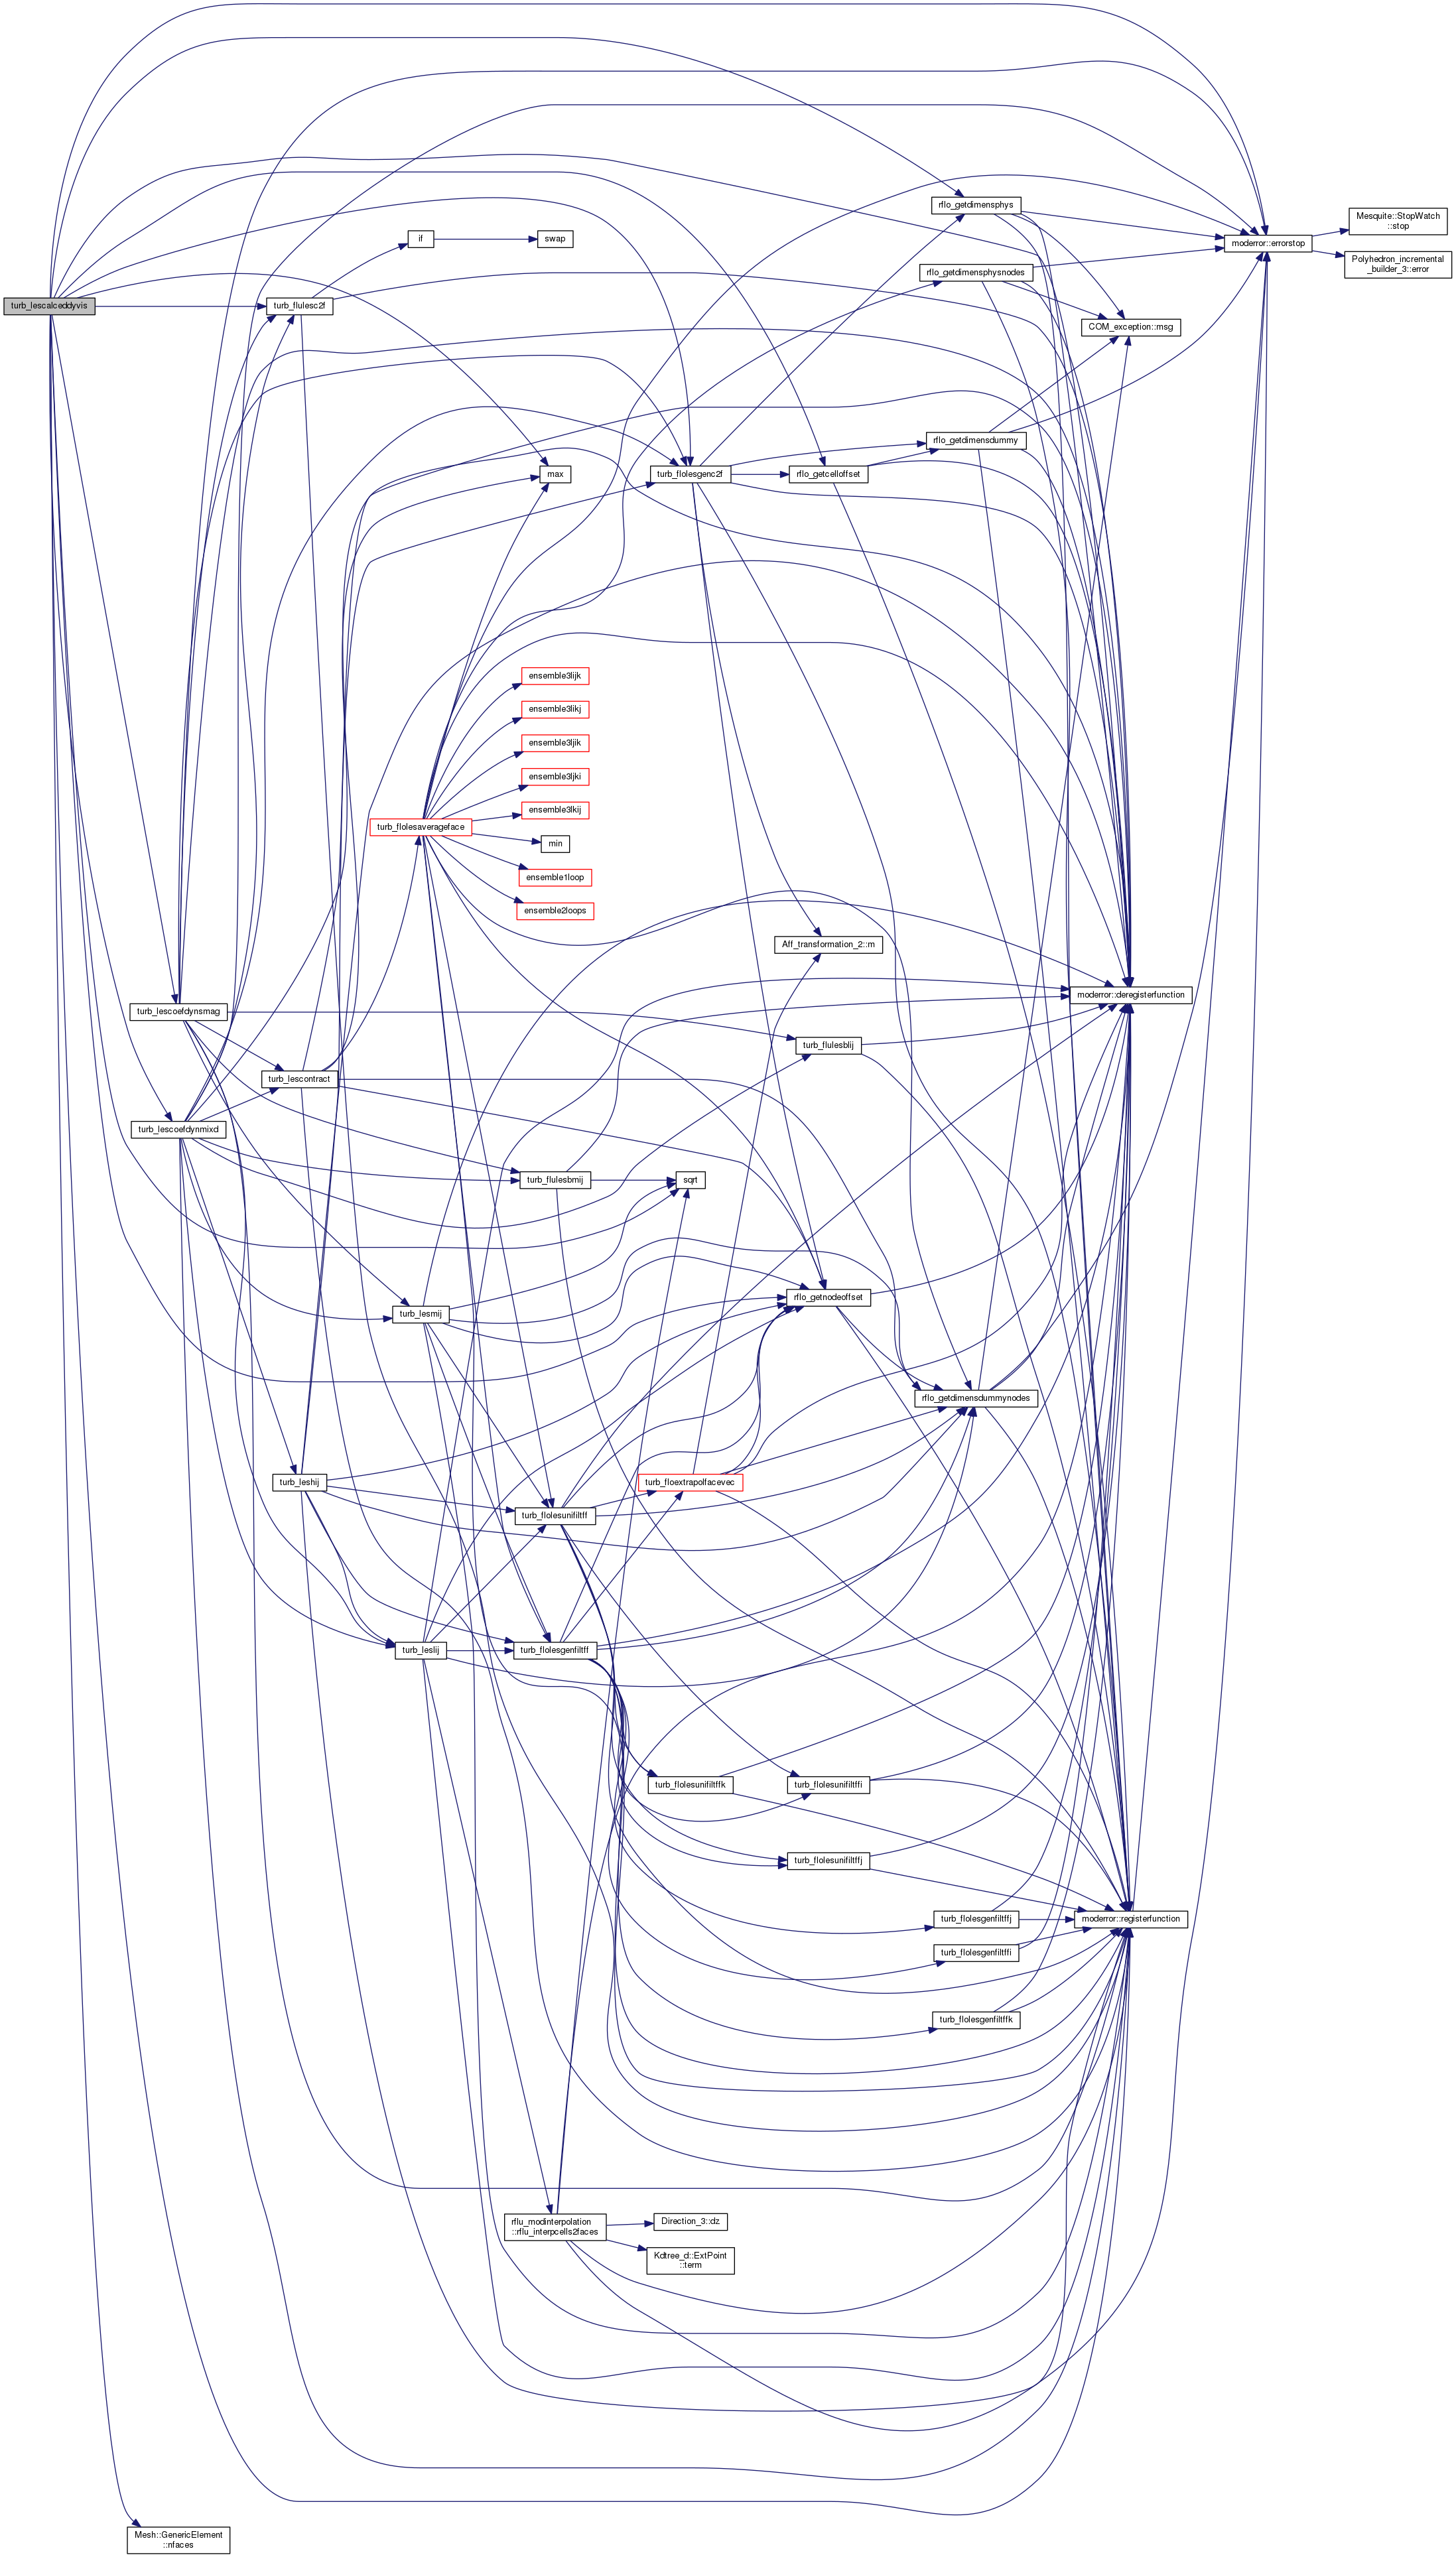 rflo_getdimensphys
Mesquite::StopWatch
::stop
if
swap
moderror::errorstop
Polyhedron_incremental
_builder_3::error
rflo_getdimensphysnodes
turb_lescalceddyvis
turb_flulesc2f
COM_exception::msg
rflo_getdimensdummy
max
turb_flolesgenc2f
rflo_getcelloffset
ensemble3lijk
ensemble3likj
ensemble3ljik
ensemble3ljki
ensemble3lkij
turb_flolesaverageface
min
ensemble1loop
ensemble2loops
Aff_transformation_2::m
moderror::deregisterfunction
turb_lescoefdynsmag
turb_flulesblij
turb_lescontract
turb_lescoefdynmixd
turb_flulesbmij
sqrt
rflo_getnodeoffset
turb_lesmij
rflo_getdimensdummynodes
turb_leshij
turb_floextrapolfacevec
turb_flolesunifiltff
turb_leslij
turb_flolesgenfiltff
turb_flolesunifiltffk
turb_flolesunifiltffi
turb_flolesunifiltffj
turb_flolesgenfiltffj
moderror::registerfunction
turb_flolesgenfiltffi
turb_flolesgenfiltffk
rflu_modinterpolation
::rflu_interpcells2faces
Direction_3::dz
Kdtree_d::ExtPoint
::term
Mesh::GenericElement
::nfaces